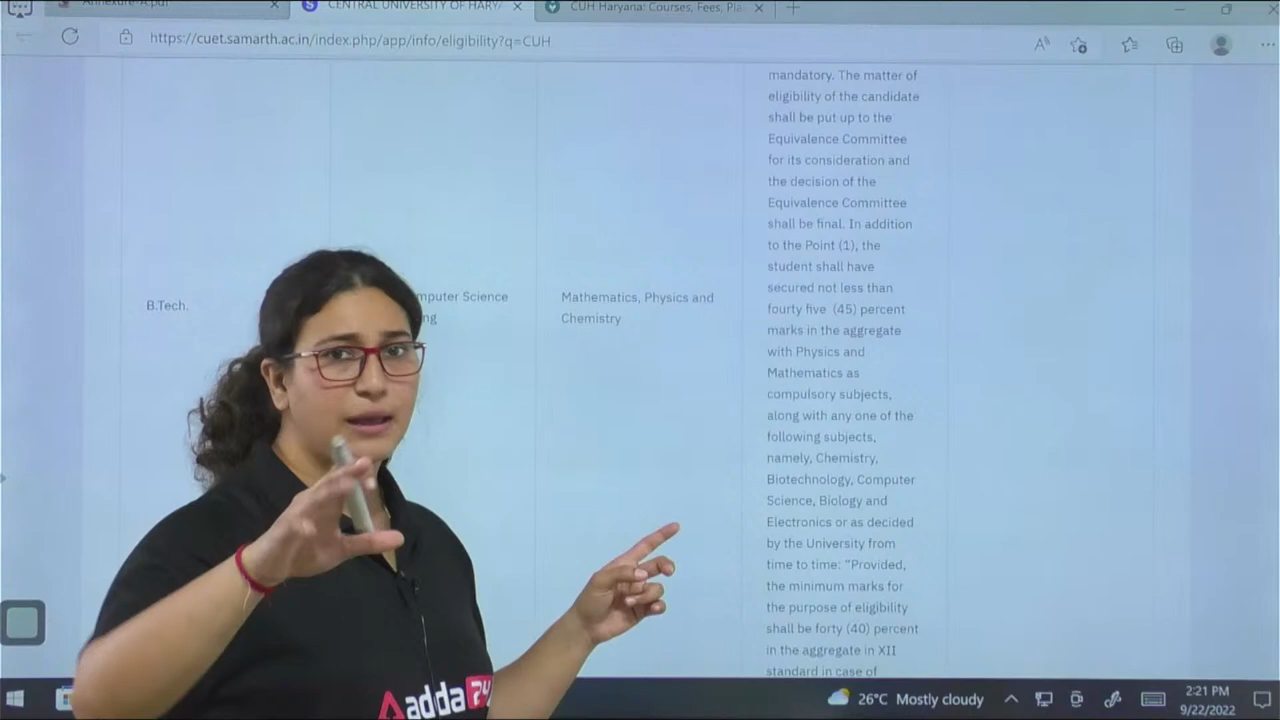 Annexure-A.pdf
CENTRAL UNIVERSITY OF HARY
CUH Haryana: Courses, Fees, Pla
https://cuet.samarth.ac.in/index.php/app/info/eligibility?q=CUH
B.Tech.
mputer Science
ng
Mathematics, Physics and
Chemistry
mandatory. The matter of
eligibility of the candidate
shall be put up to the
Equivalence Committee
for its consideration and
the decision of the
Equivalence Committee
shall be final. In addition
to the Point (1), the
student shall have
secured not less than
fourty five (45) percent
marks in the aggregate
with Physics and
Mathematics as
compulsory subjects,
along with any one of the
following subjects,
namely, Chemistry,
Biotechnology, Computer
Science, Biology and
Electronics or as decided
by the University from
time to time: "Provided,
the minimum marks for
the purpose of eligibility
shall be forty (40) percent
in the aggregate in XII
standard in case of
adda 24
26°C Mostly cloudy
2:21 PM
9/22/2022